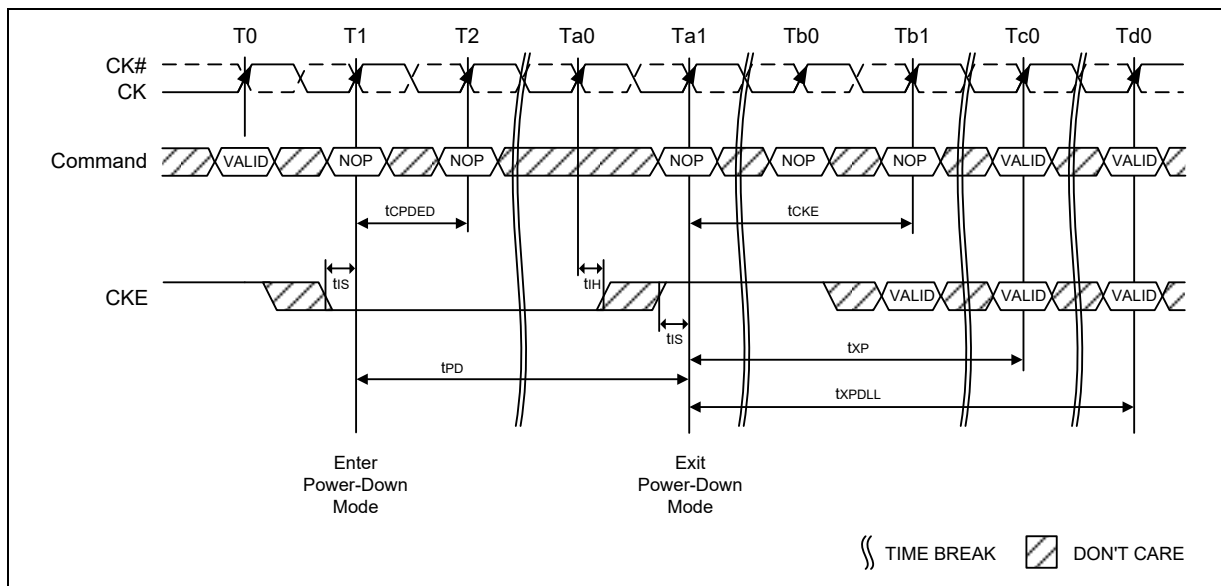 T0 T1 T2 Ta0 Ta1 Tb0 Tb1 Tc0 Td0
CK#
CK
Command VALID NOP NOP NOP NOP NOP VALID VALID
tCPDED tCKE
tIS tIH
CKE VALID VALID VALID
tIS
tXP
tPD
tXPDLL
Enter
Power-Down
Mode
Exit
Power-Down
Mode
TIME BREAK DON'T CARE